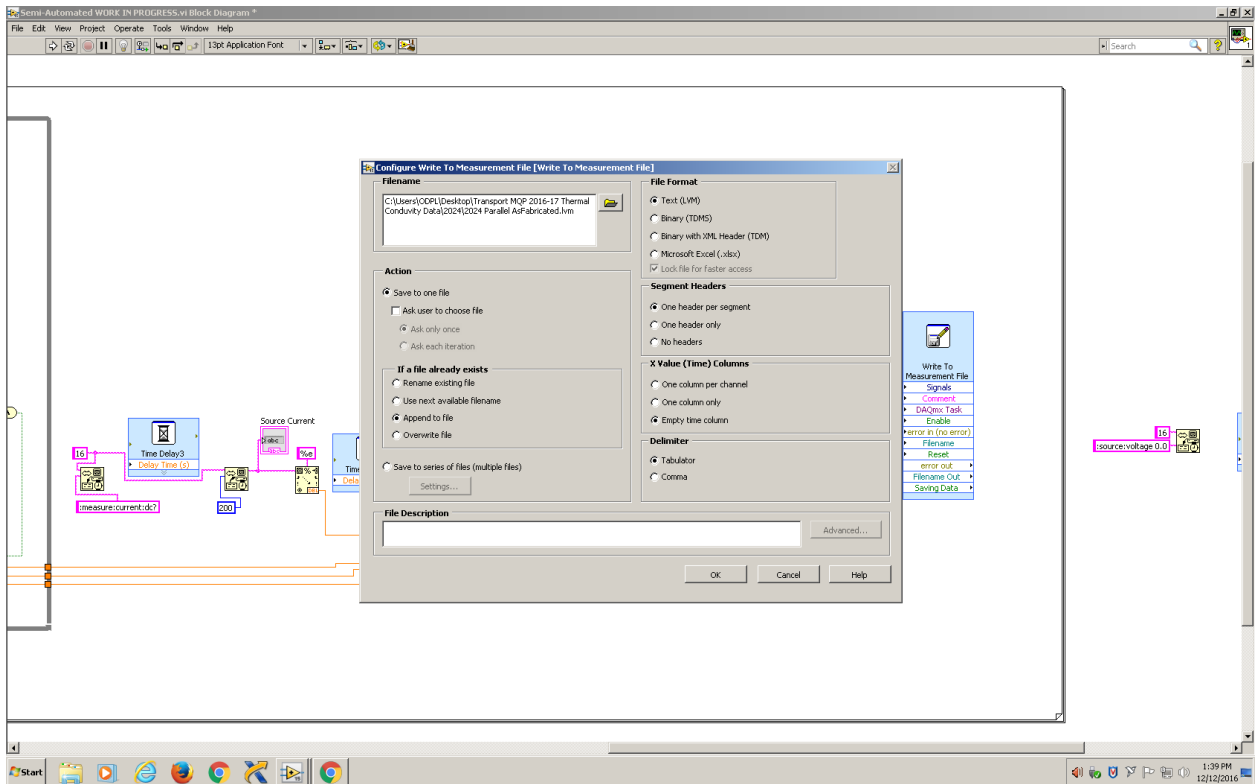 Semi-Automated WORK IN PROGRESS.vi Block Diagram *
File Edit View Project Operate Tools Window Help
13pt Application Font
Search
Configure Write To Measurement File [Write To Measurement File]
Filename
C:\Users\ODPL\Desktop\Transport MQP 2016-17 Thermal
Conduvity Data\2024\2024 Parallel AsFabricated.lvm
Action
Save to one file
Ask user to choose file
Ask only once
Ask each iteration
If a file already exists
Rename existing file
Use next available filename
Append to file
Overwrite file
Save to series of files (multiple files)
Settings...
File Format
Text (LVM)
Binary (TDMS)
Binary with XML Header (TDM)
Microsoft Excel (.xlsx)
Lock file for faster access
Segment Headers
One header per segment
One header only
No headers
X Value (Time) Columns
One column per channel
One column only
Empty time column
Delimiter
Tabulator
Comma
File Description
Advanced...
OK Cancel Help
16
Time Delay3
Delay Time (s)
:measure:current:dc?
Source Current
abc
200
%e
Time
Dela
Write To
Measurement File
Signals
Comment
DAQmx Task
Enable
error in (no error)
Filename
Reset
error out
Filename Out
Saving Data
16
:source:voltage 0.0
Start
1:39 PM
12/12/2016